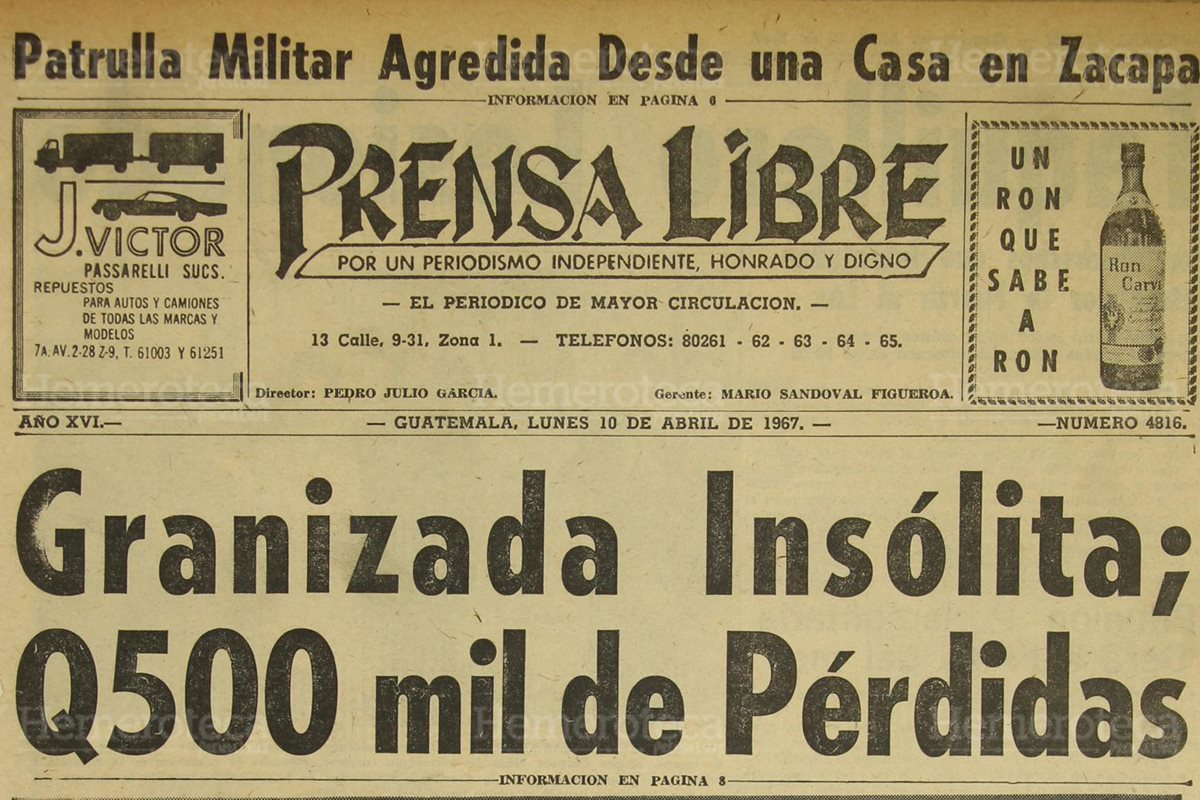 Patrulla Militar Agredida Desde una Casa en Zacapa
INFORMACION EN PAGINA 6
J. VICTOR
PASSARELLI SUCS.
REPUESTOS
PARA AUTOS Y CAMIONES
DE TODAS LAS MARCAS Y
MODELOS
7A. AV. 2-28 Z-9, T. 61003 Y 61251
PRENSA LIBRE
POR UN PERIODISMO INDEPENDIENTE, HONRADO Y DIGNO
— EL PERIODICO DE MAYOR CIRCULACION. —
13 Calle, 9-31, Zona 1. — TELEFONOS: 80261 - 62 - 63 - 64 - 65.
Director: PEDRO JULIO GARCIA. Gerente: MARIO SANDOVAL FIGUEROA.
UN
RON
QUE
SABE
A
RON
Ron
Carvi
AÑO XVI.— — GUATEMALA, LUNES 10 DE ABRIL DE 1967. — —NUMERO 4816.
Granizada Insólita;
Q500 mil de Pérdidas
INFORMACION EN PAGINA 8
Hemeroteca